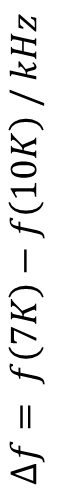 Δf = f(7K) − f(10K) / kHz